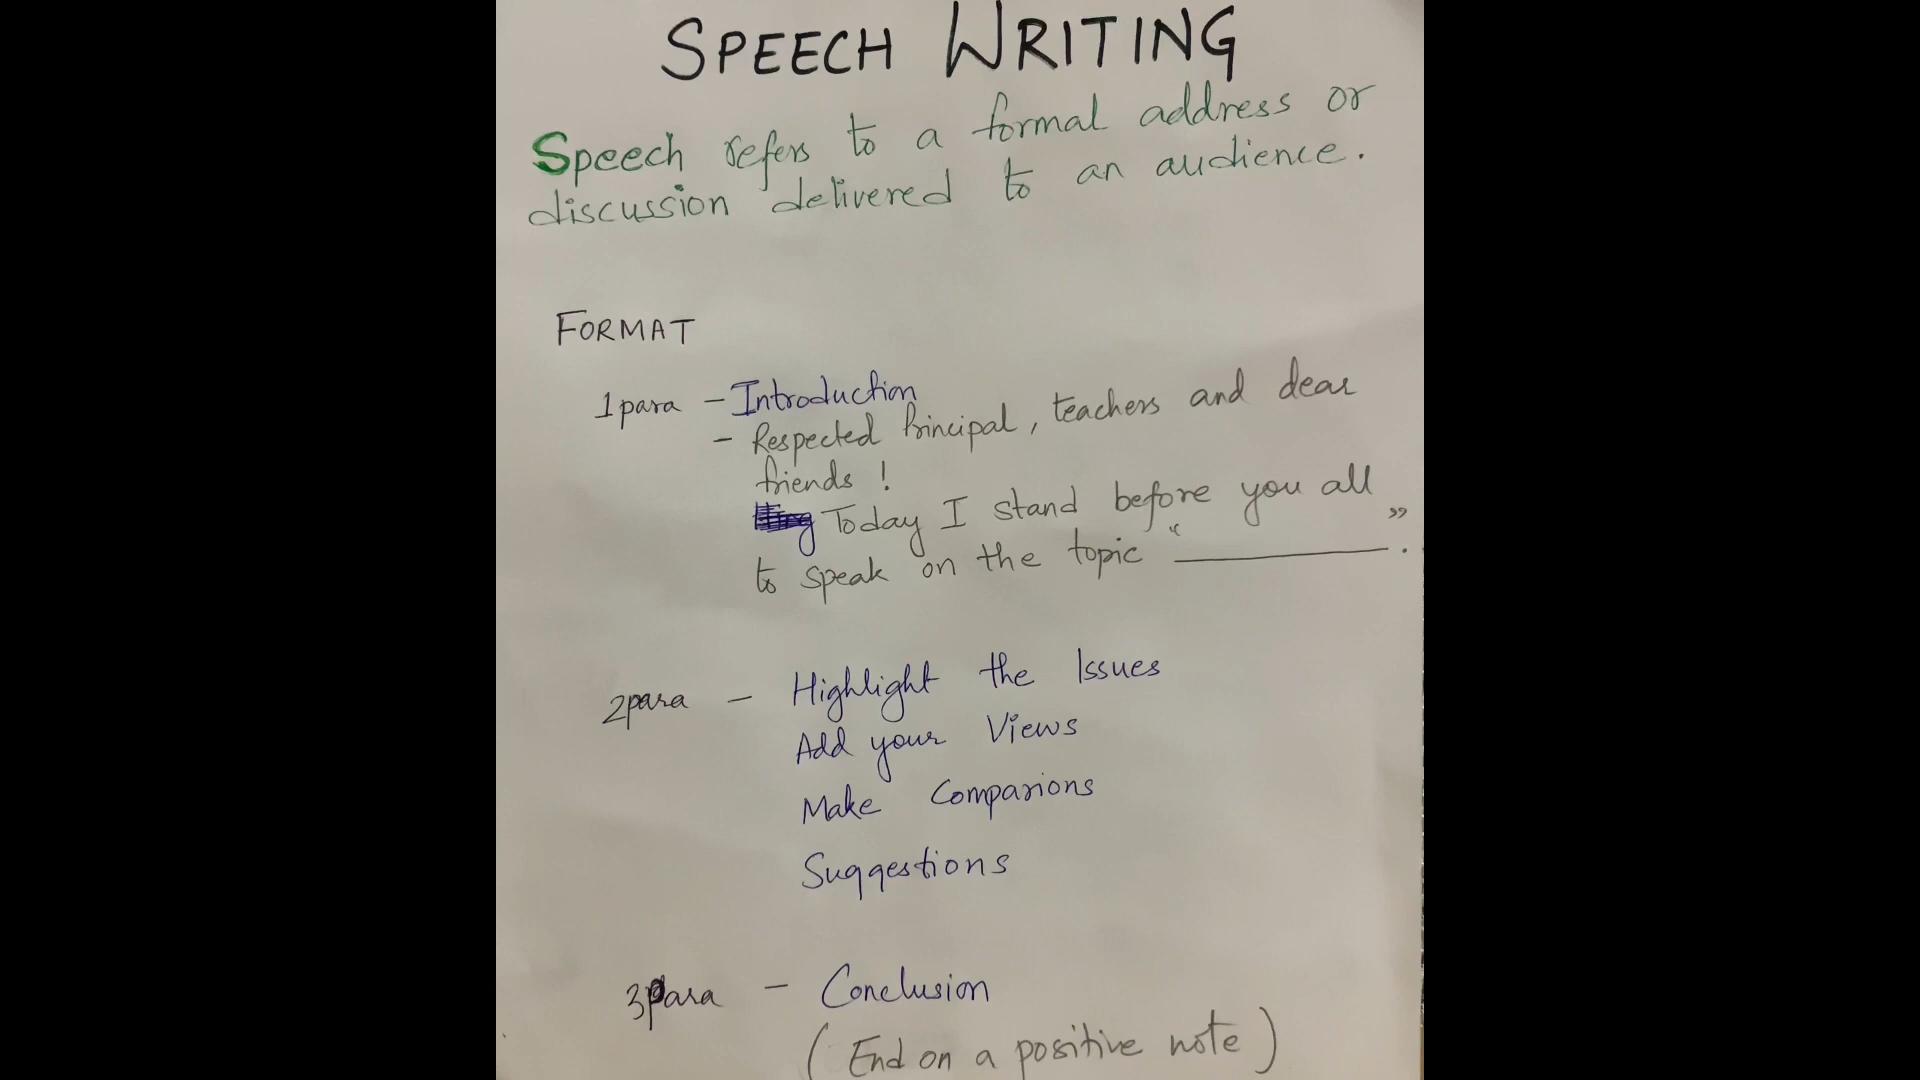 SPEECH WRITING
Speech refers to a formal address or
discussion delivered to an audience.
FORMAT
1para - Introduction
- Respected Principal, teachers and dear
friends!
Today I stand before you all
to speak on the topic "__________".
2para - Highlight the Issues
Add your Views
Make Comparions
Suggestions
3para - Conclusion
(End on a positive note)